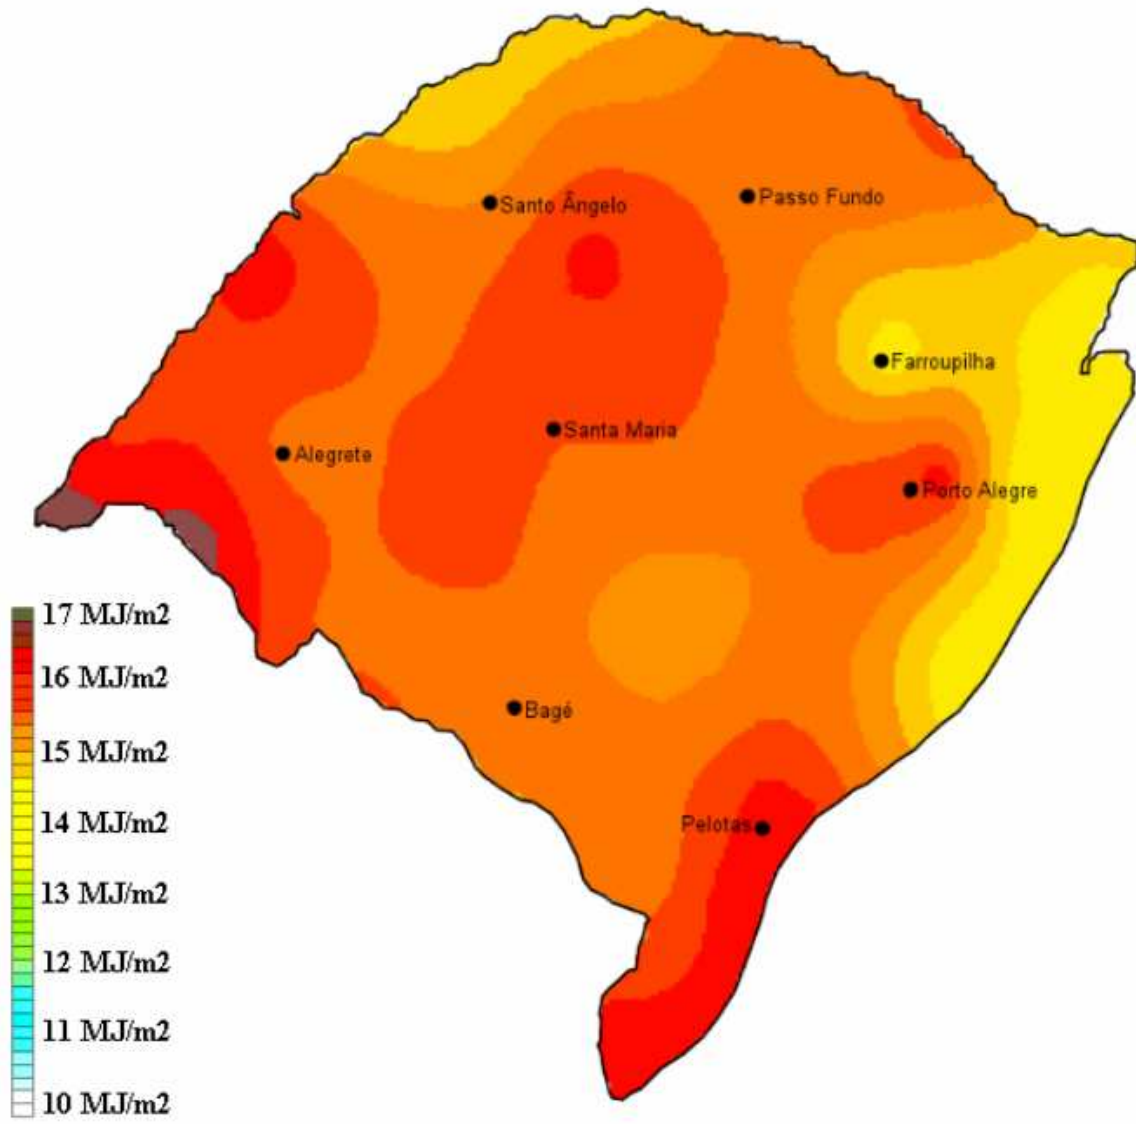 Passo Fundo
Santo Ângelo
Farroupilha
Santa Maria
Alegrete
Porto Alegre
17 MJ/m2
16 MJ/m2
Bagé
15 MJ/m2
14 MJ/m2
Pelotas
13 MJ/m2
12 MJ/m2
11 MJ/m2
10 MJ/m2